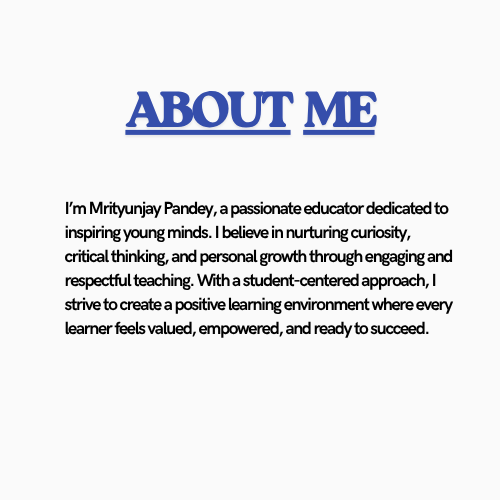 ABOUT ME
I'm Mrityunjay Pandey, a passionate educator dedicated to
inspiring young minds. I believe in nurturing curiosity,
critical thinking, and personal growth through engaging and
respectful teaching. With a student-centered approach, I
strive to create a positive learning environment where every
learner feels valued, empowered, and ready to succeed.